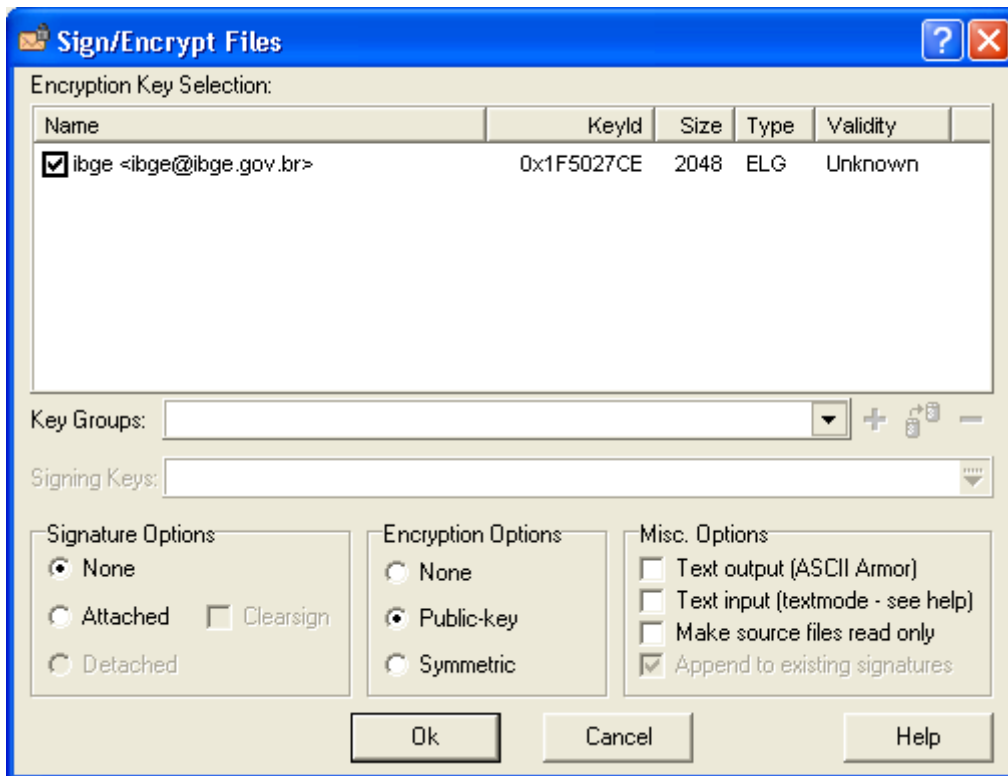 Sign/Encrypt Files
Encryption Key Selection:
Name KeyId Size Type Validity
ibge <ibge@ibge.gov.br> 0x1F5027CE 2048 ELG Unknown
Key Groups:
Signing Keys:
Signature Options Encryption Options Misc. Options
None None Text output (ASCII Armor)
Text input (textmode - see help)
Attached Clearsign Public-key Make source files read only
Detached Symmetric Append to existing signatures
Ok Cancel Help